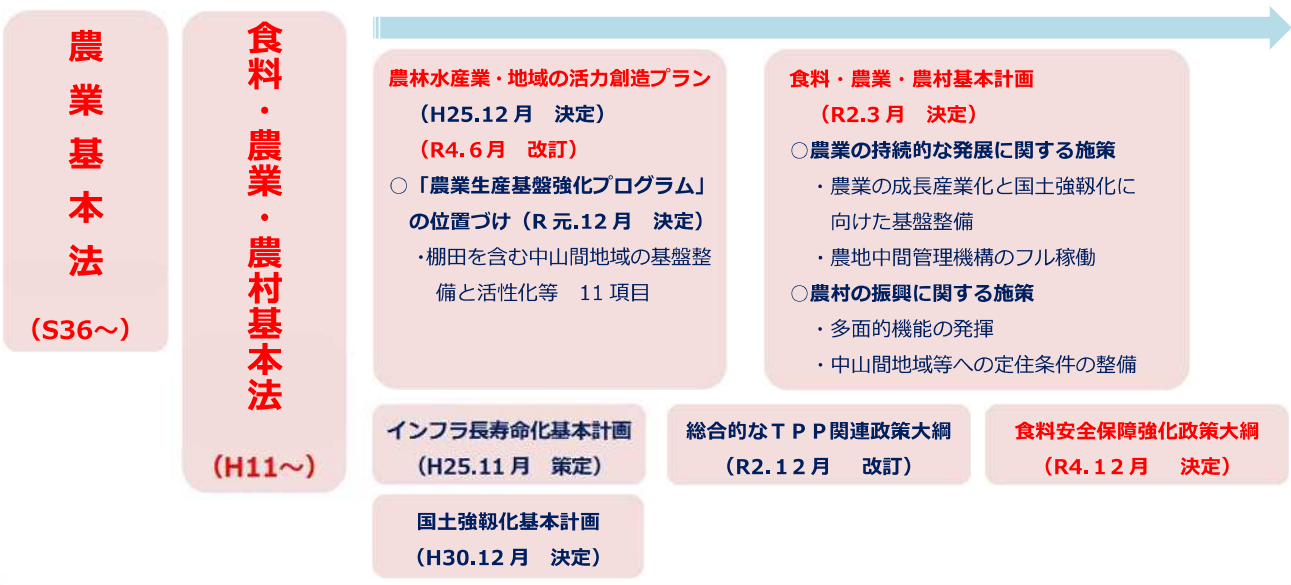 農業基本法
（S36～）
食料・農業・農村基本法
（H11～）
農林水産業・地域の活力創造プラン
（H25.12月　決定）
（R4.６月　改訂）
○「農業生産基盤強化プログラム」
の位置づけ（R元.12月　決定）
・棚田を含む中山間地域の基盤整
備と活性化等　11項目
食料・農業・農村基本計画
（R2.3月　決定）
○農業の持続的な発展に関する施策
・農業の成長産業化と国土強靱化に
向けた基盤整備
・農地中間管理機構のフル稼働
○農村の振興に関する施策
・多面的機能の発揮
・中山間地域等への定住条件の整備
インフラ長寿命化基本計画
（H25.11月　策定）
総合的なＴＰＰ関連政策大綱
（R2.1２月　改訂）
食料安全保障強化政策大綱
（R4.1２月　決定）
国土強靱化基本計画
（H30.12月　決定）